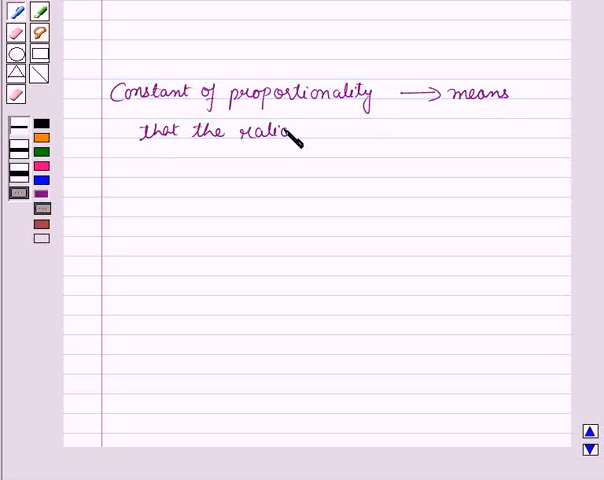 Constant of proportionality → means
that the ratio